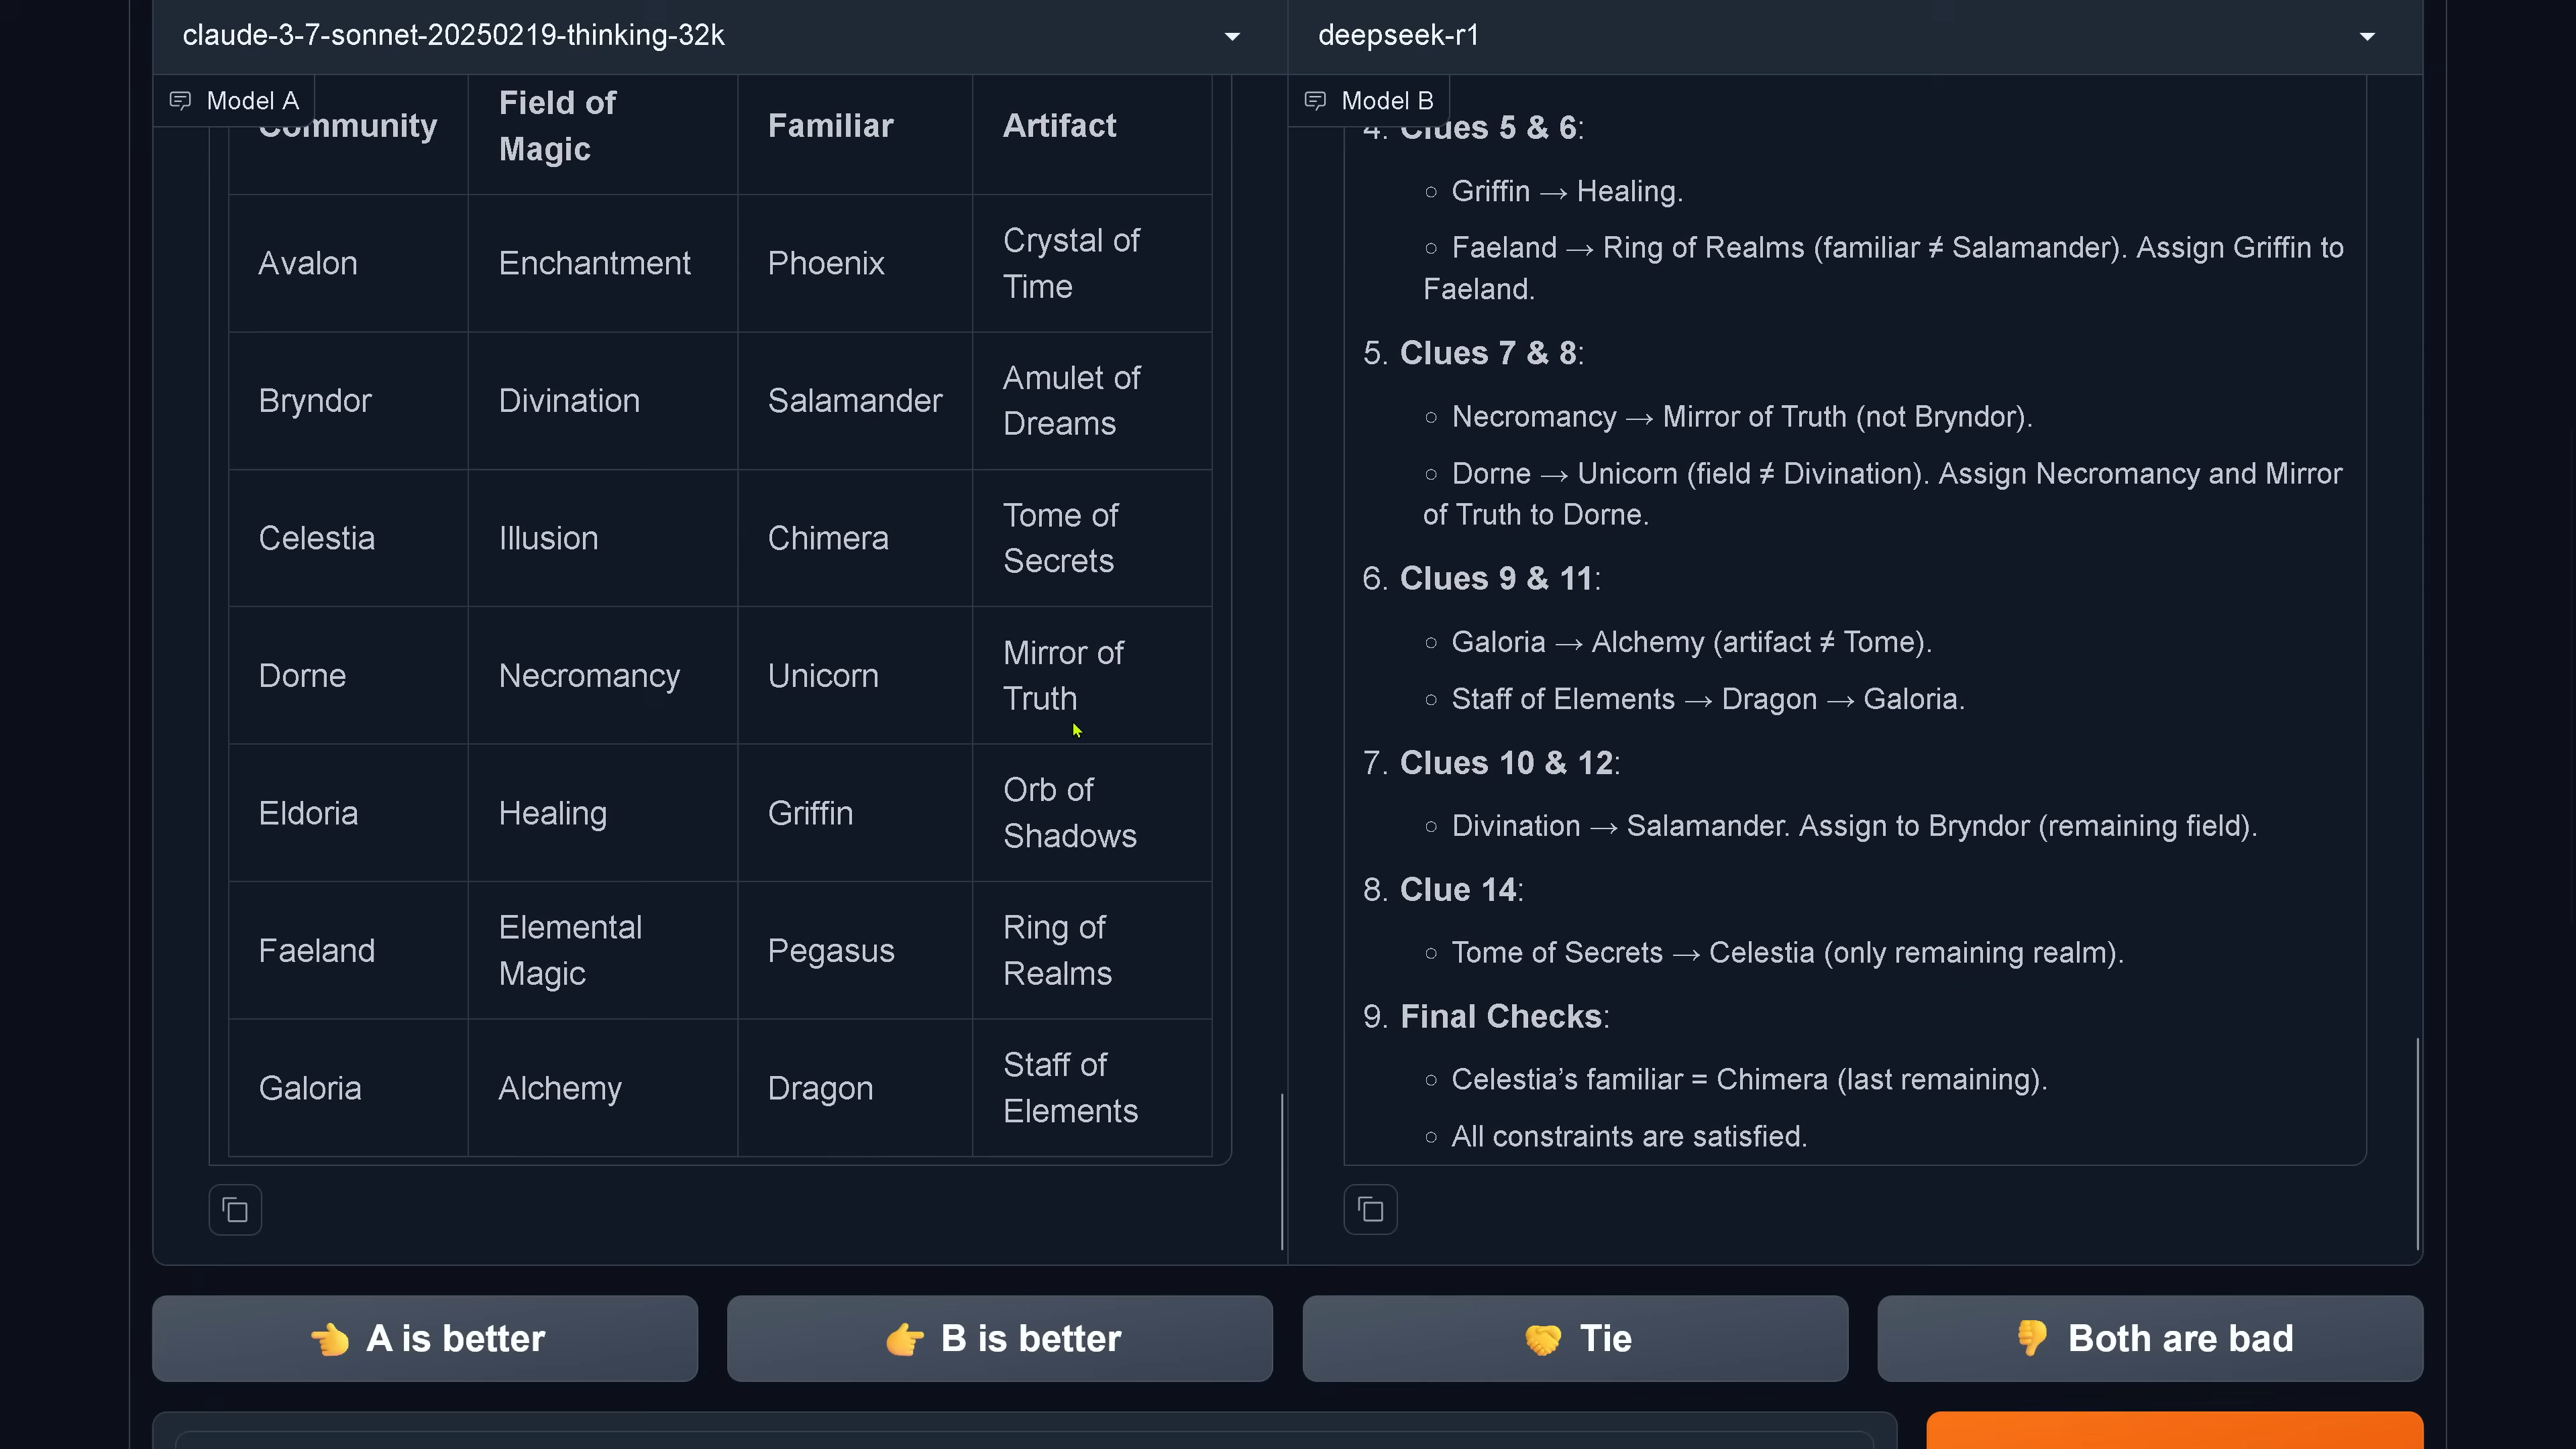 claude-3-7-sonnet-20250219-thinking-32k
deepseek-r1
Model A
Community
Field of
Magic
Familiar
Artifact
Avalon
Enchantment
Phoenix
Crystal of
Time
Bryndor
Divination
Salamander
Amulet of
Dreams
Celestia
Illusion
Chimera
Tome of
Secrets
Dorne
Necromancy
Unicorn
Mirror of
Truth
Eldoria
Healing
Griffin
Orb of
Shadows
Faeland
Elemental
Magic
Pegasus
Ring of
Realms
Galoria
Alchemy
Dragon
Staff of
Elements
Model B
4. Clues 5 & 6:
○ Griffin → Healing.
○ Faeland → Ring of Realms (familiar ≠ Salamander). Assign Griffin to
Faeland.
5. Clues 7 & 8:
○ Necromancy → Mirror of Truth (not Bryndor).
○ Dorne → Unicorn (field ≠ Divination). Assign Necromancy and Mirror
of Truth to Dorne.
6. Clues 9 & 11:
○ Galoria → Alchemy (artifact ≠ Tome).
○ Staff of Elements → Dragon → Galoria.
7. Clues 10 & 12:
○ Divination → Salamander. Assign to Bryndor (remaining field).
8. Clue 14:
○ Tome of Secrets → Celestia (only remaining realm).
9. Final Checks:
○ Celestia’s familiar = Chimera (last remaining).
○ All constraints are satisfied.
👈 A is better
👉 B is better
🤝 Tie
👎 Both are bad